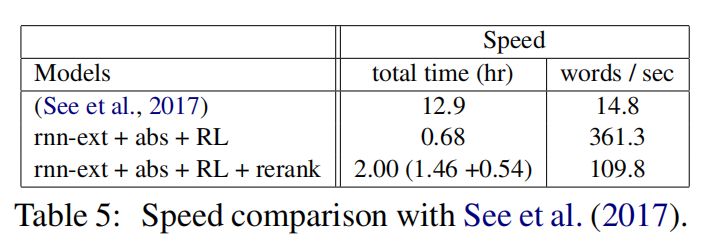 Speed
Models total time (hr) words / sec
(See et al., 2017) 12.9 14.8
rnn-ext + abs + RL 0.68 361.3
rnn-ext + abs + RL + rerank 2.00 (1.46 +0.54) 109.8
Table 5: Speed comparison with See et al. (2017).